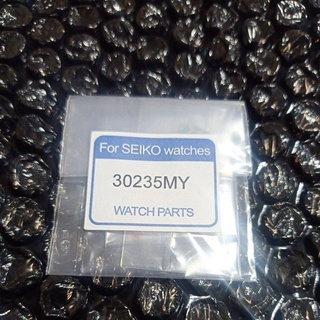 For SEIKO watches
30235MY
WATCH PARTS